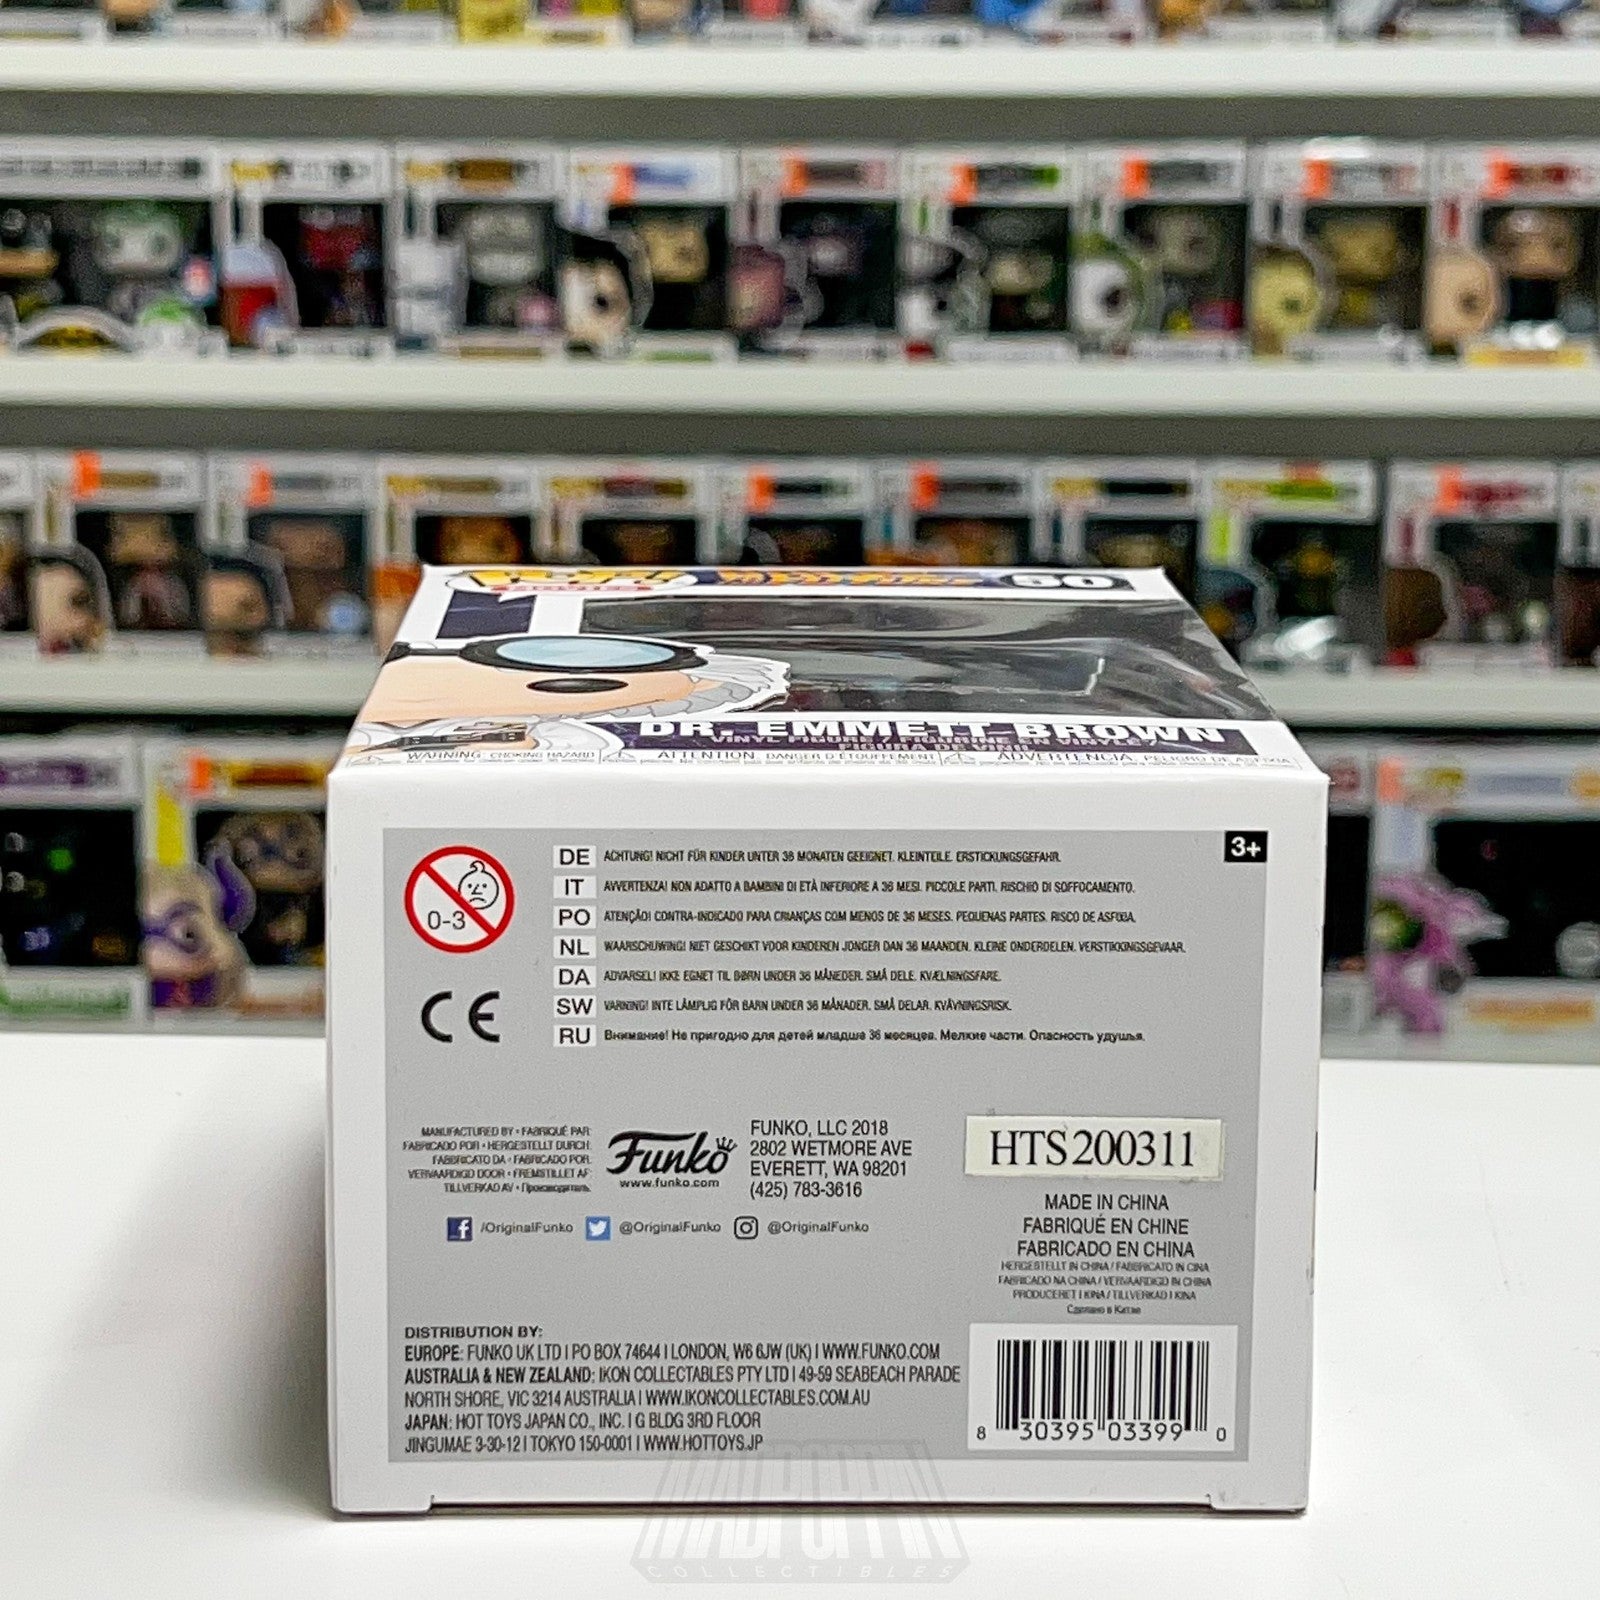 50
DR. EMMETT BROWN
VINYL FIGURE / FIGURINE EN VINYLE /
FIGURA DE VINIL
WARNING: CHOKING HAZARD
ATTENTION: DANGER D'ÉTOUFFEMENT
ADVERTENCIA: PELIGRO DE ASFIXIA
3+
0-3
CE
DE ACHTUNG! NICHT FÜR KINDER UNTER 36 MONATEN GEEIGNET. KLEINTEILE. ERSTICKUNGSGEFAHR.
IT AVVERTENZA! NON ADATTO A BAMBINI DI ETÀ INFERIORE A 36 MESI. PICCOLE PARTI. RISCHIO DI SOFFOCAMENTO.
PO ATENÇÃO! CONTRA-INDICADO PARA CRIANÇAS COM MENOS DE 36 MESES. PEQUENAS PARTES. RISCO DE ASFIXIA.
NL WAARSCHUWING! NIET GESCHIKT VOOR KINDEREN JONGER DAN 36 MAANDEN. KLEINE ONDERDELEN. VERSTIKKINGSGEVAAR.
DA ADVARSEL! IKKE EGNET TIL BØRN UNDER 36 MÅNEDER. SMÅ DELE. KVÆLNINGSFARE.
SW VARNING! INTE LÄMPLIG FÖR BARN UNDER 36 MÅNADER. SMÅ DELAR. KVÄVNINGSRISK.
RU Внимание! Не пригодно для детей младше 36 месяцев. Мелкие части. Опасность удушья.
MANUFACTURED BY • FABRIQUÉ PAR:
FABRICADO POR • HERGESTELLT DURCH:
FABBRICATO DA • FABRICADO POR:
VERVAARDIGD DOOR • FREMSTILLET AF:
TILLVERKAD AV • Производитель:
Funko
www.funko.com
FUNKO, LLC 2018
2802 WETMORE AVE
EVERETT, WA 98201
(425) 783-3616
/OriginalFunko @OriginalFunko @OriginalFunko
HTS200311
MADE IN CHINA
FABRIQUÉ EN CHINE
FABRICADO EN CHINA
HERGESTELLT IN CHINA / FABBRICATO IN CINA
FABRICADO NA CHINA / VERVAARDIGD IN CHINA
PRODUCERET I KINA / TILLVERKAD I KINA
Сделано в Китае
DISTRIBUTION BY:
EUROPE: FUNKO UK LTD I PO BOX 74644 I LONDON, W6 6JW (UK) I WWW.FUNKO.COM
AUSTRALIA & NEW ZEALAND: IKON COLLECTABLES PTY LTD I 49-59 SEABEACH PARADE
NORTH SHORE, VIC 3214 AUSTRALIA I WWW.IKONCOLLECTABLES.COM.AU
JAPAN: HOT TOYS JAPAN CO., INC. I G BLDG 3RD FLOOR
JINGUMAE 3-30-12 I TOKYO 150-0001 I WWW.HOTTOYS.JP
8 30395 03399 0
MADPOPPIN
COLLECTIBLES